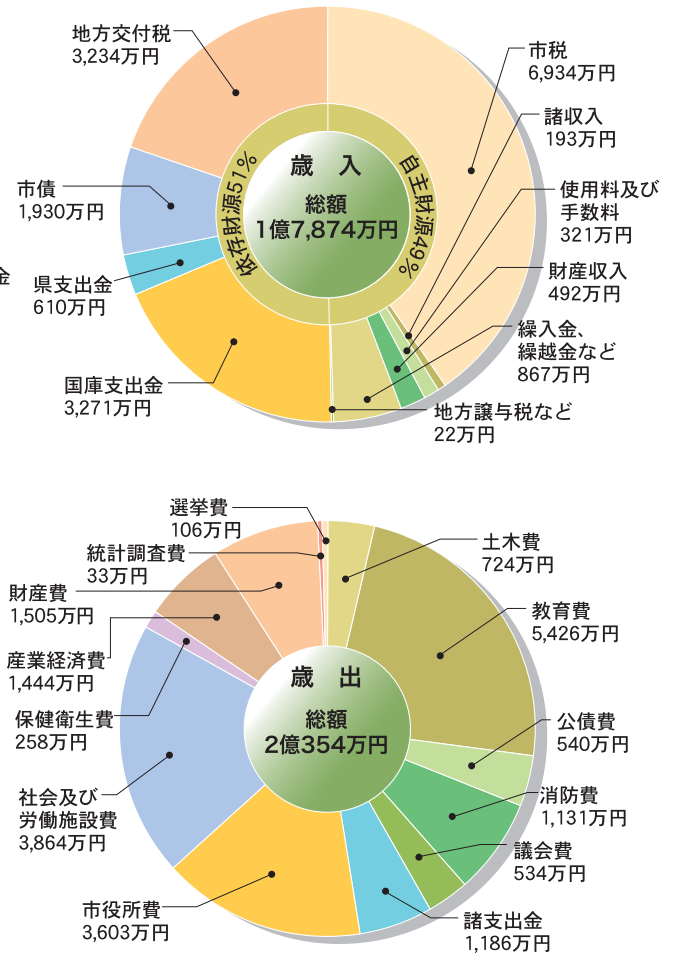 地方交付税
3,234万円
市税
6,934万円
諸収入
193万円
使用料及び
手数料
321万円
財産収入
492万円
繰入金、
繰越金など
867万円
地方譲与税など
22万円
国庫支出金
3,271万円
金
県支出金
610万円
市債
1,930万円
依存財源51%
自主財源49%
歳 入
総額
1億7,874万円
選挙費
106万円
統計調査費
33万円
財産費
1,505万円
産業経済費
1,444万円
保健衛生費
258万円
社会及び
労働施設費
3,864万円
市役所費
3,603万円
土木費
724万円
教育費
5,426万円
公債費
540万円
消防費
1,131万円
議会費
534万円
諸支出金
1,186万円
歳 出
総額
2億354万円